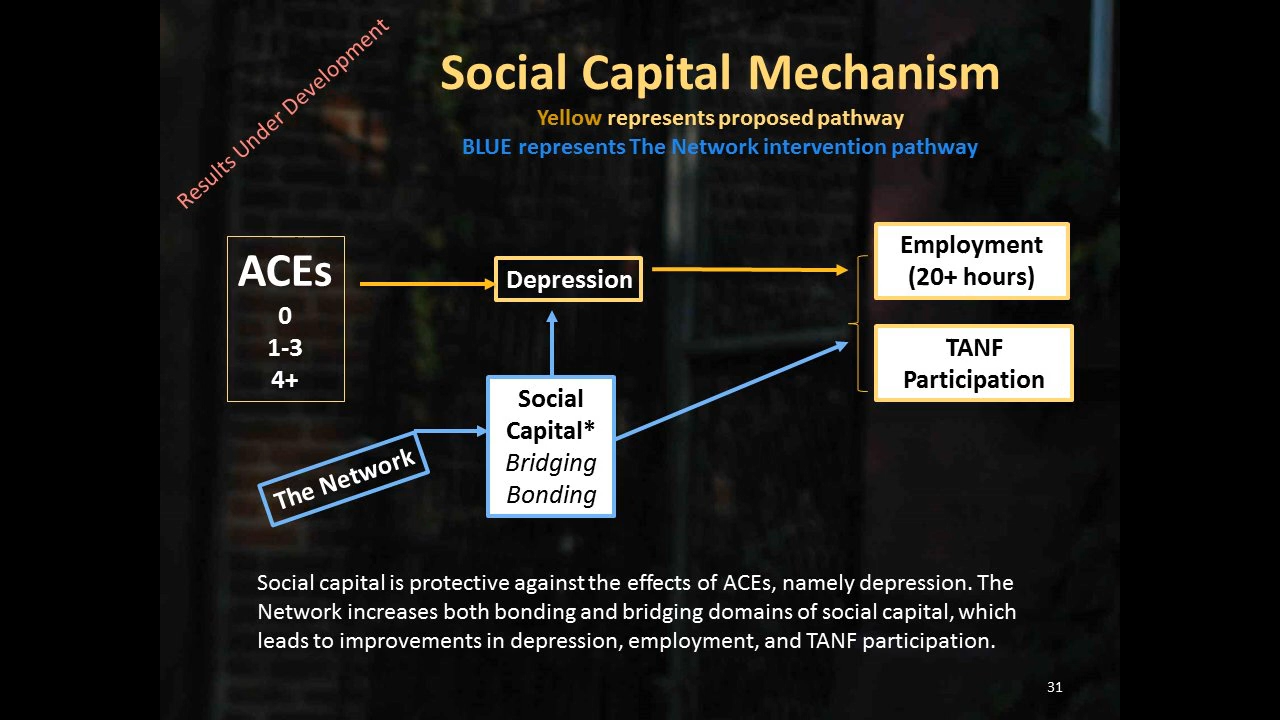 Results Under Development
Social Capital Mechanism
Yellow represents proposed pathway
BLUE represents The Network intervention pathway
ACEs
0
1-3
4+
Depression
Employment
(20+ hours)
TANF
Participation
Social
Capital*
Bridging
Bonding
The Network
Social capital is protective against the effects of ACEs, namely depression. The
Network increases both bonding and bridging domains of social capital, which
leads to improvements in depression, employment, and TANF participation.
31